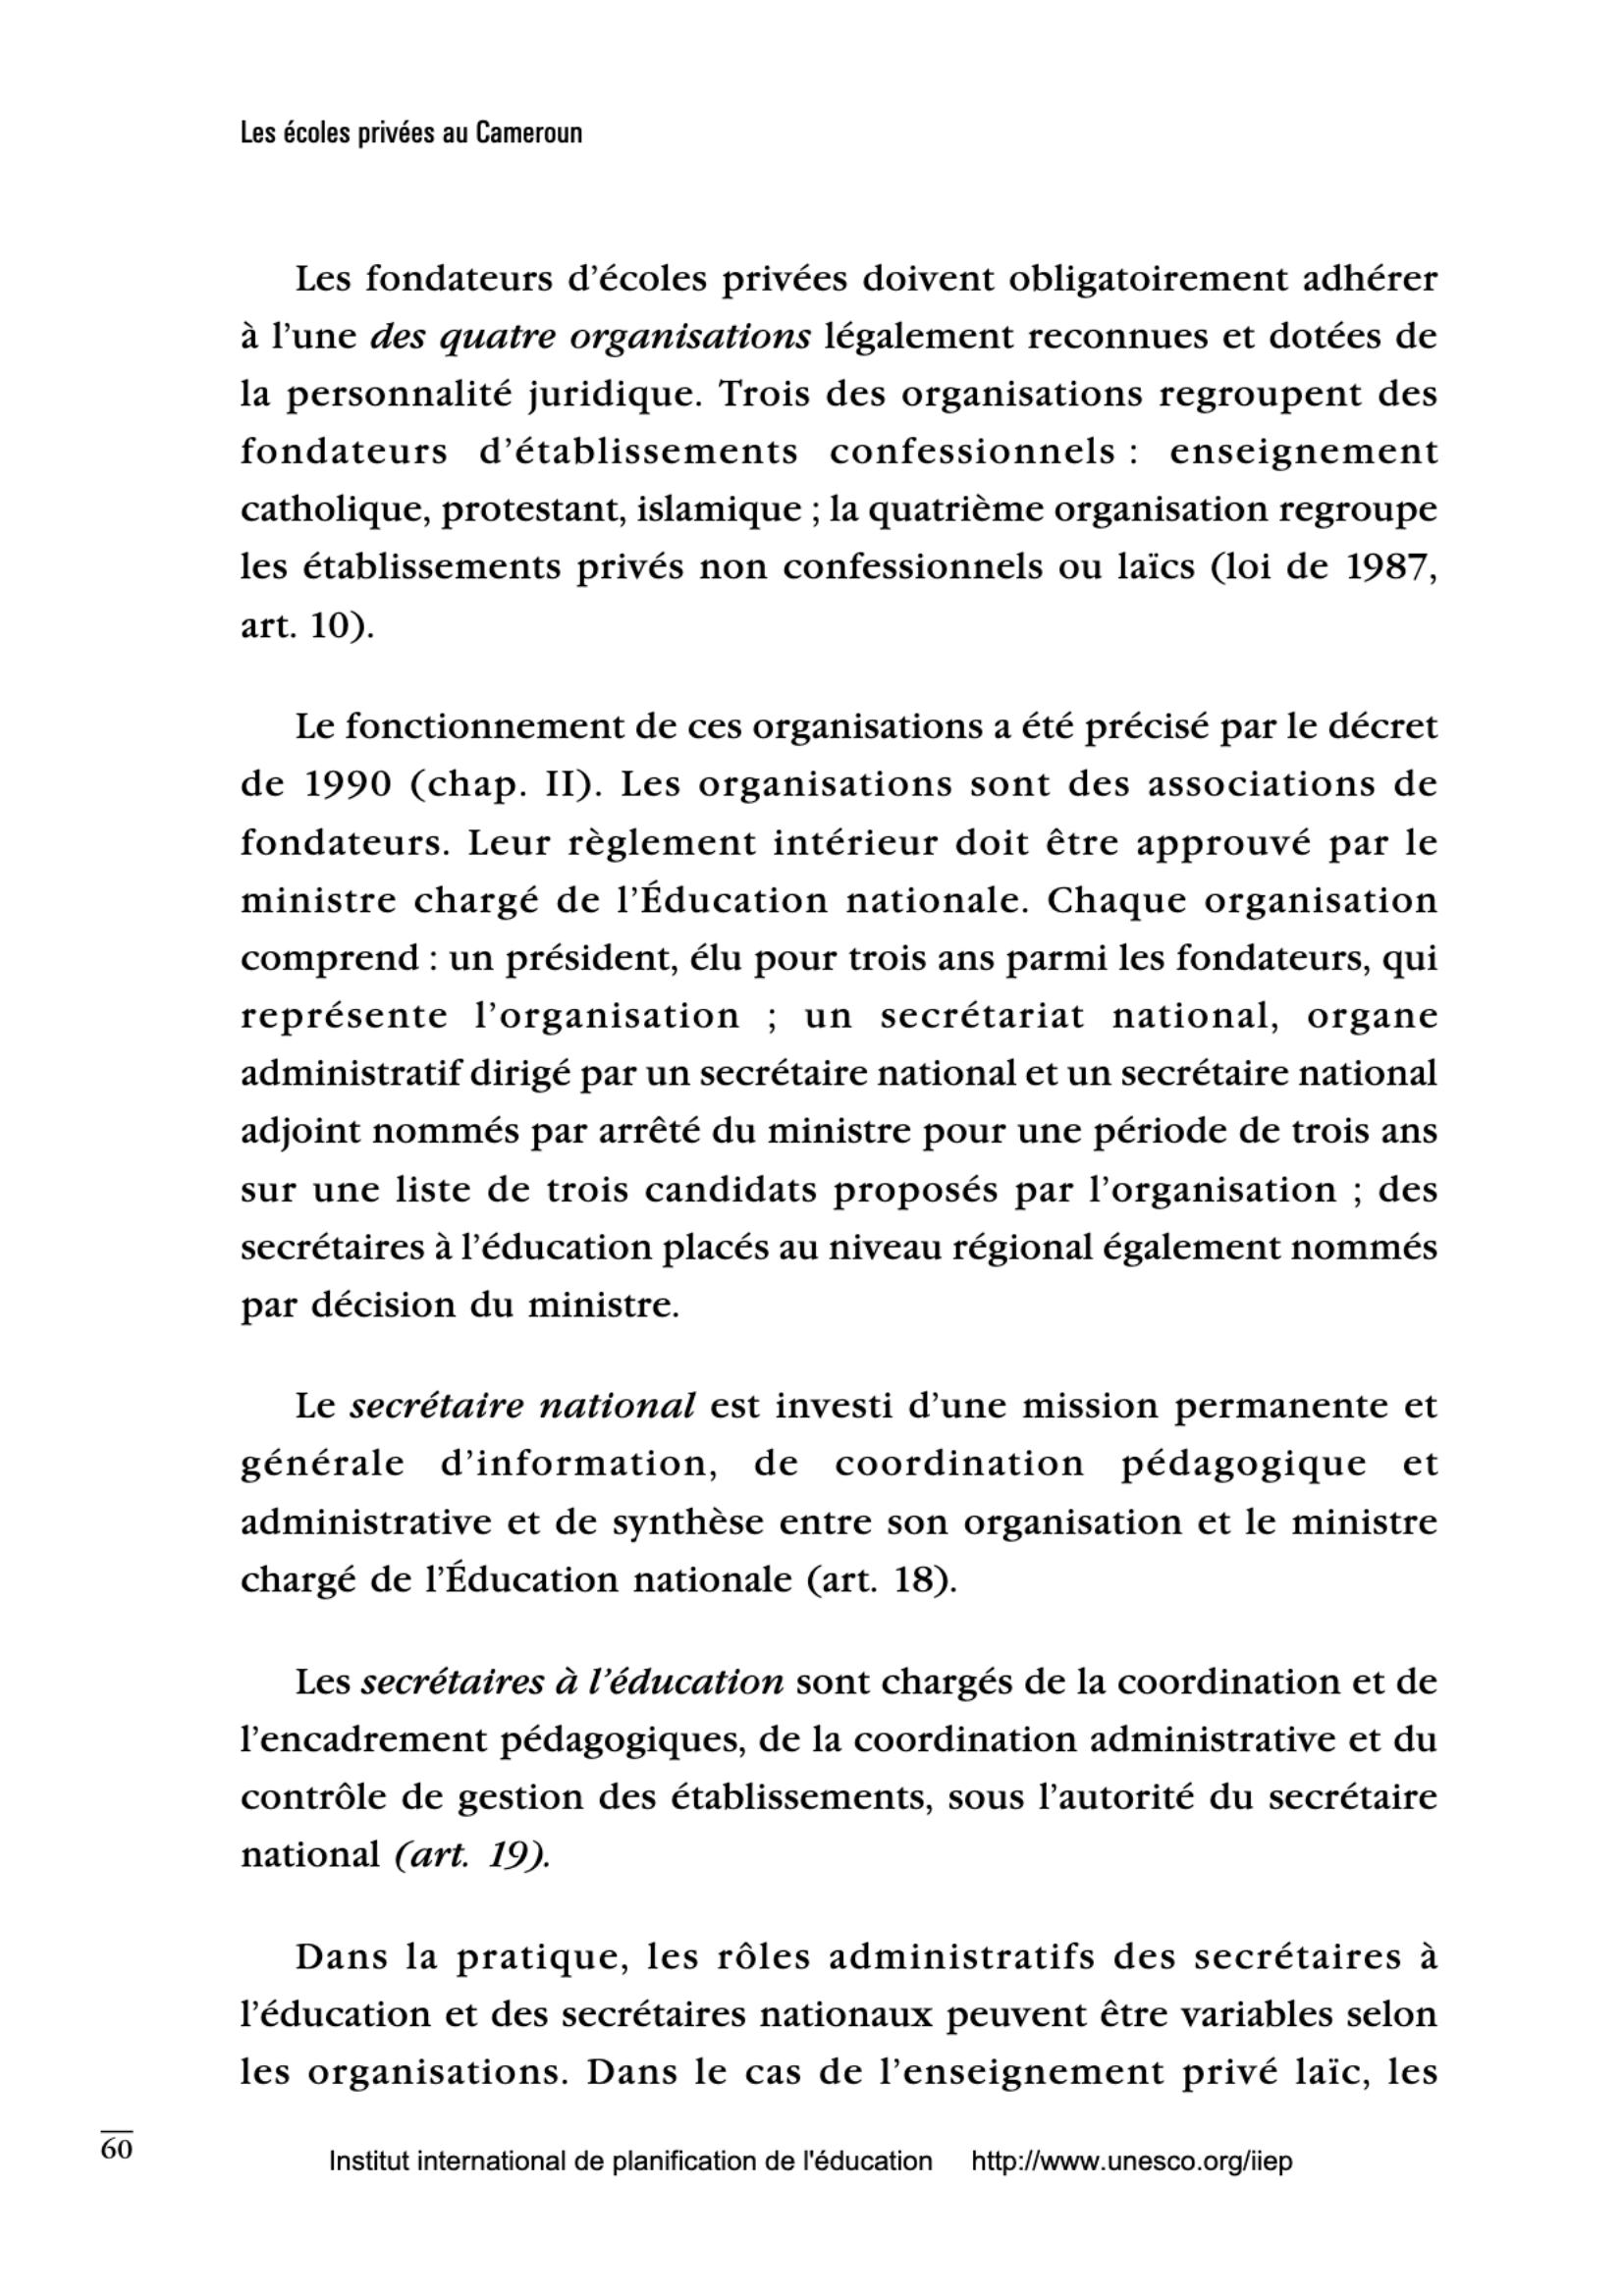 Les écoles privées au Cameroun
Les fondateurs d'écoles privées doivent obligatoirement adhérer
à l'une des quatre organisations légalement reconnues et dotées de
la personnalité juridique. Trois des organisations regroupent des
fondateurs d'établissements confessionnels : enseignement
catholique, protestant, islamique ; la quatrième organisation regroupe
les établissements privés non confessionnels ou laïcs (loi de 1987,
art. 10).
Le fonctionnement de ces organisations a été précisé par le décret
de 1990 (chap. II). Les organisations sont des associations de
fondateurs. Leur règlement intérieur doit être approuvé par le
ministre chargé de l'Éducation nationale. Chaque organisation
comprend : un président, élu pour trois ans parmi les fondateurs, qui
représente l'organisation ; un secrétariat national, organe
administratif dirigé par un secrétaire national et un secrétaire national
adjoint nommés par arrêté du ministre pour une période de trois ans
sur une liste de trois candidats proposés par l'organisation ; des
secrétaires à l'éducation placés au niveau régional également nommés
par décision du ministre.
Le secrétaire national est investi d'une mission permanente et
générale d'information, de coordination pédagogique et
administrative et de synthèse entre son organisation et le ministre
chargé de l'Éducation nationale (art. 18).
Les secrétaires à l'éducation sont chargés de la coordination et de
l'encadrement pédagogiques, de la coordination administrative et du
contrôle de gestion des établissements, sous l'autorité du secrétaire
national (art. 19).
Dans la pratique, les rôles administratifs des secrétaires à
l'éducation et des secrétaires nationaux peuvent être variables selon
les organisations. Dans le cas de l'enseignement privé laïc, les
60
Institut international de planification de l'éducation http://www.unesco.org/iiep